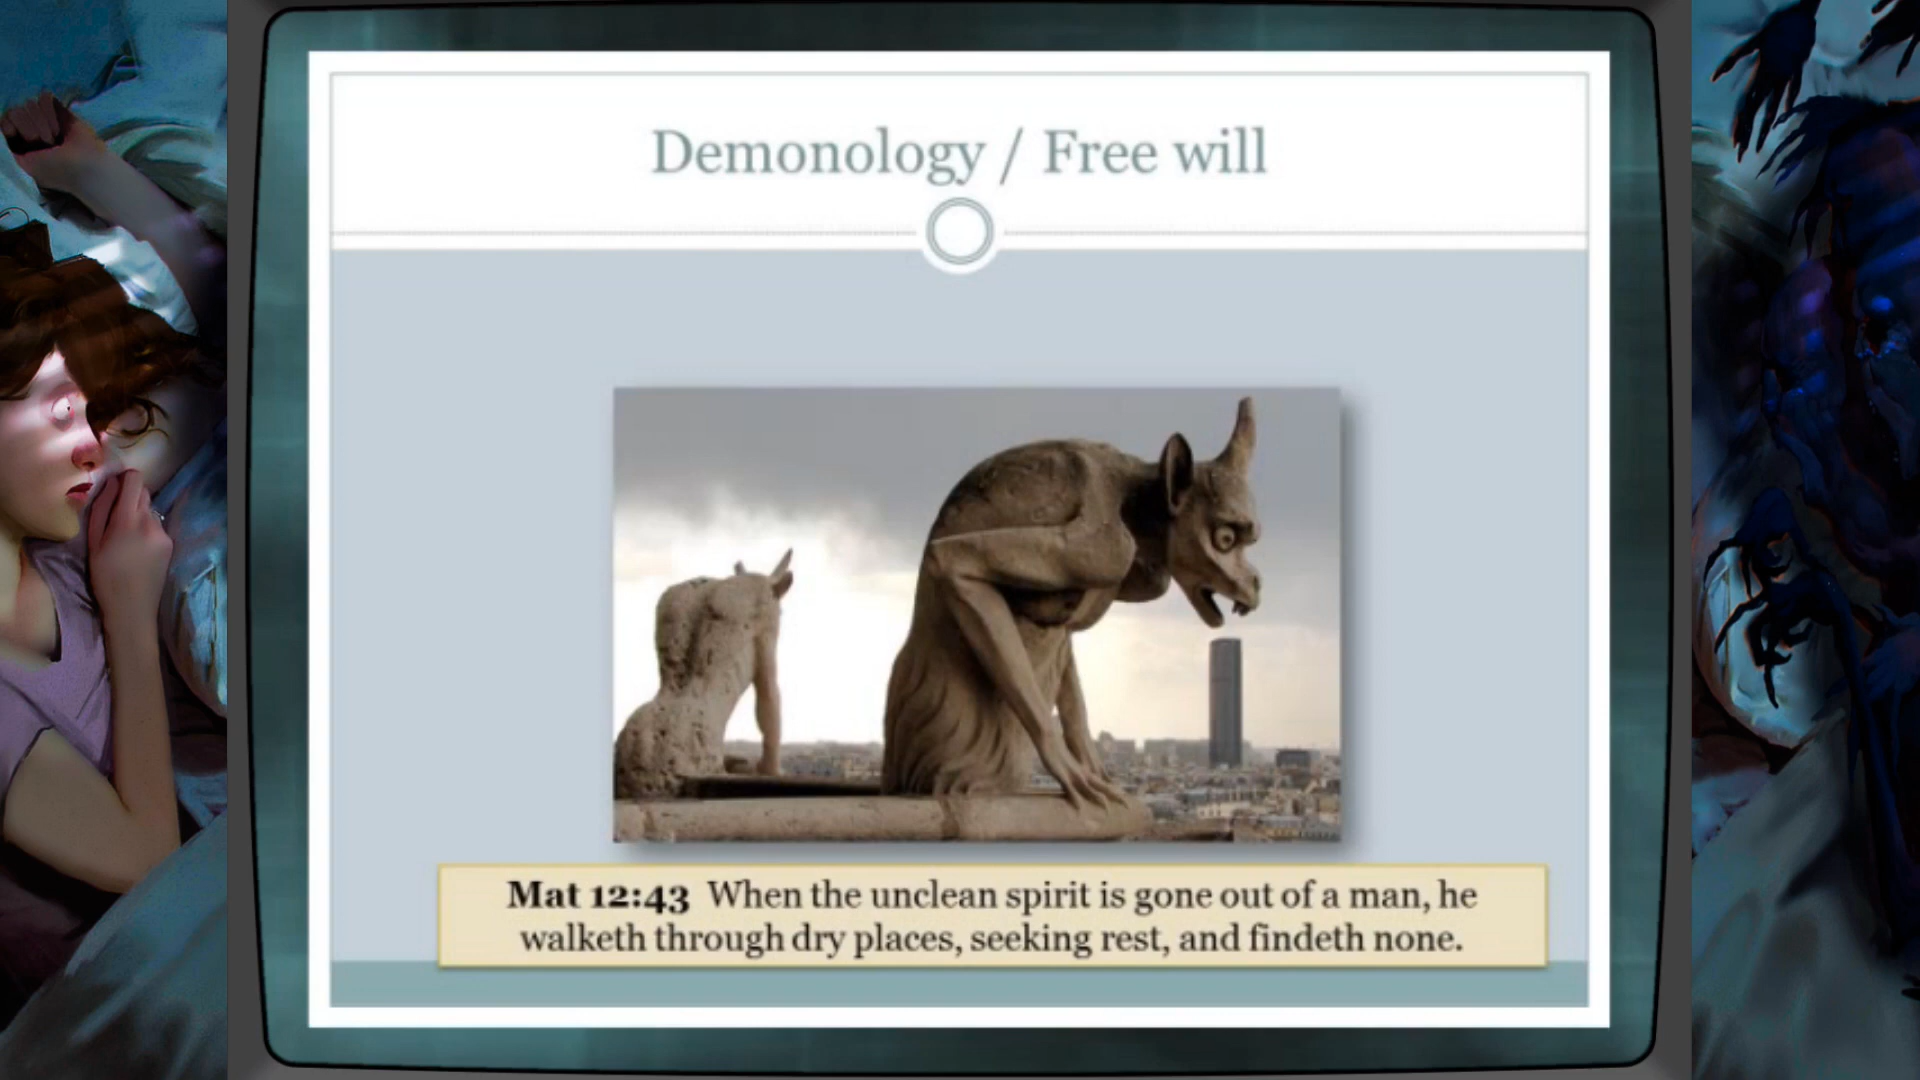 Demonology / Free will
Mat 12:43 When the unclean spirit is gone out of a man, he
walketh through dry places, seeking rest, and findeth none.